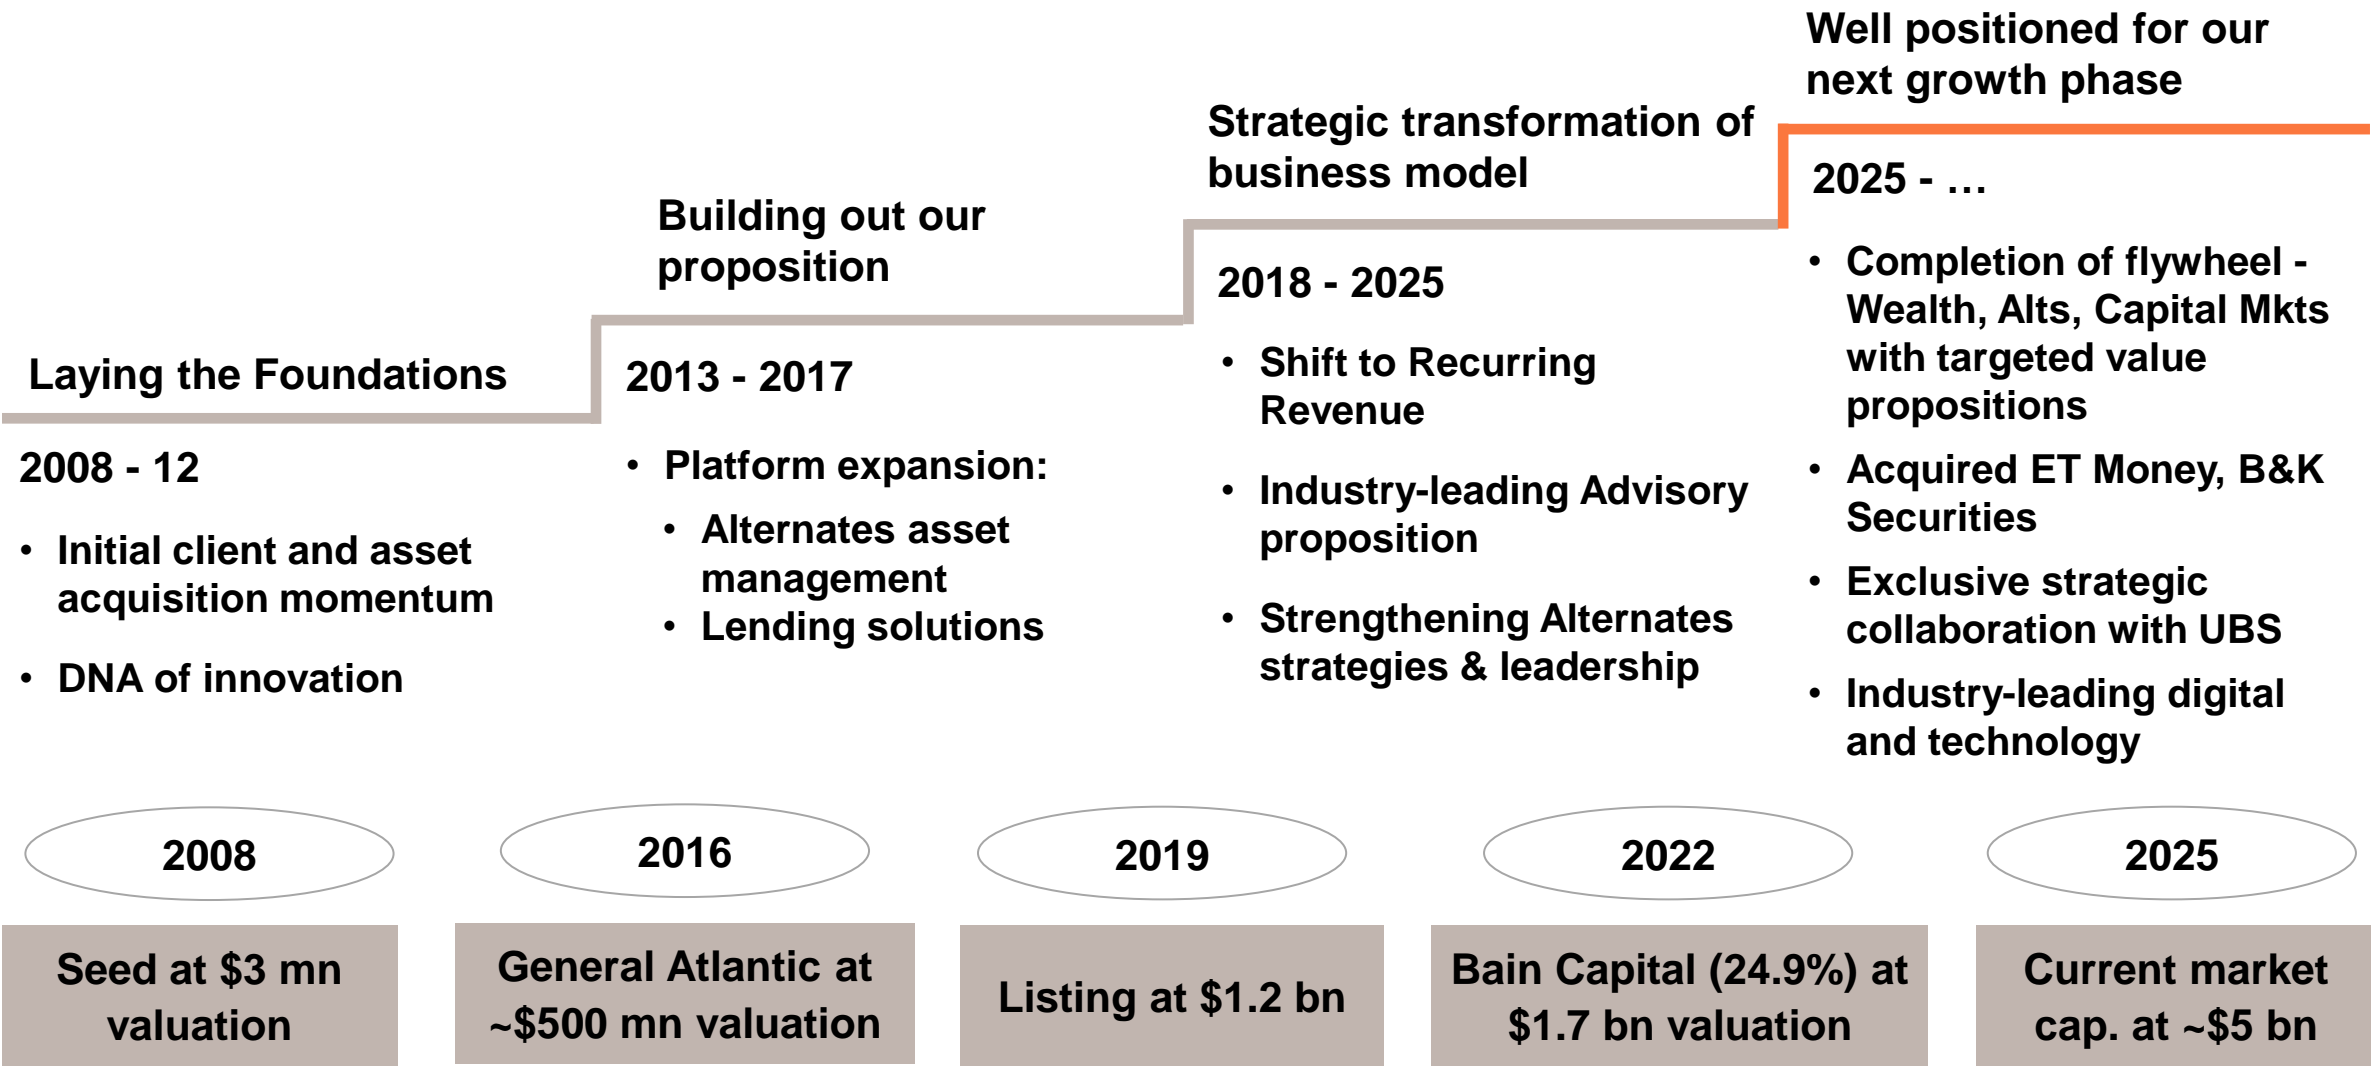 Laying the Foundations
2008 - 12
• Initial client and asset
acquisition momentum
• DNA of innovation
Building out our
proposition
2013 - 2017
• Platform expansion:
• Alternates asset
management
• Lending solutions
Strategic transformation of
business model
2018 - 2025
• Shift to Recurring
Revenue
• Industry-leading Advisory
proposition
• Strengthening Alternates
strategies & leadership
Well positioned for our
next growth phase
2025 - …
• Completion of flywheel -
Wealth, Alts, Capital Mkts
with targeted value
propositions
• Acquired ET Money, B&K
Securities
• Exclusive strategic
collaboration with UBS
• Industry-leading digital
and technology
2008
Seed at $3 mn
valuation
2016
General Atlantic at
~$500 mn valuation
2019
Listing at $1.2 bn
2022
Bain Capital (24.9%) at
$1.7 bn valuation
2025
Current market
cap. at ~$5 bn